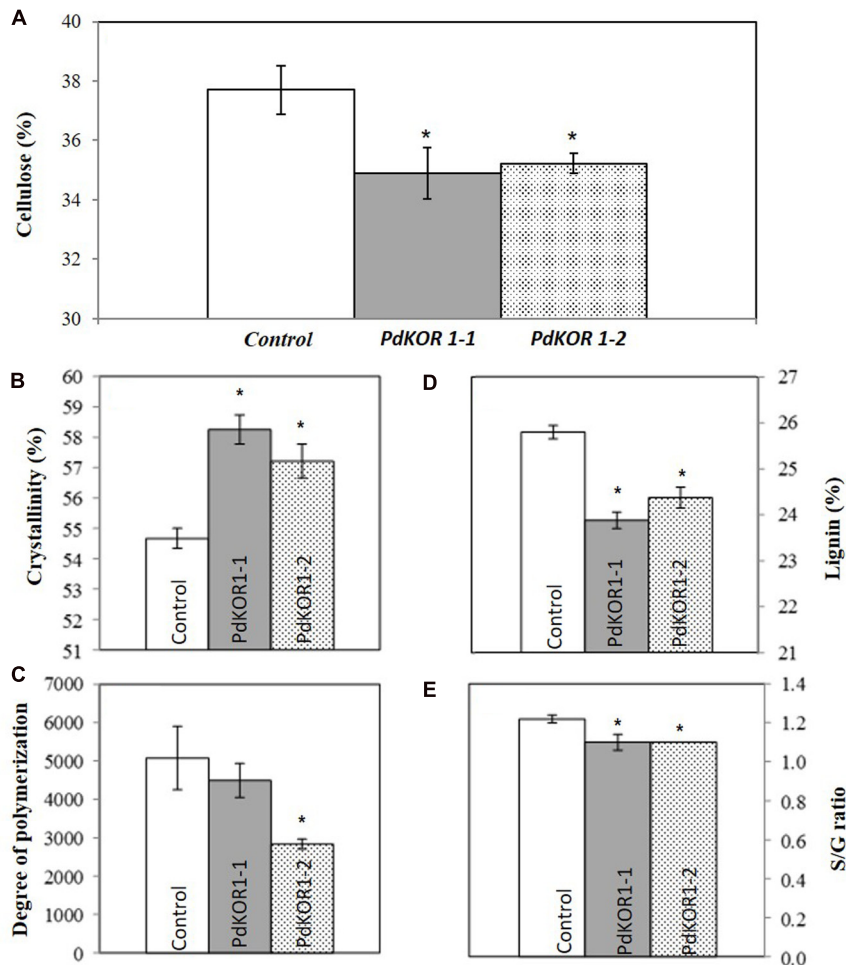 A
Cellulose (%)
40
38
36
34
32
30
*
*
Control
PdKOR 1-1
PdKOR 1-2
B
Crystallinity (%)
60
59
58
57
56
55
54
53
52
51
*
*
Control
PdKOR1-1
PdKOR1-2
D
*
*
Control
PdKOR1-1
PdKOR1-2
27
26
25
24
23
22
21
Lignin (%)
C
Degree of polymerization
7000
6000
5000
4000
3000
2000
1000
0
*
Control
PdKOR1-1
PdKOR1-2
E
*
*
Control
PdKOR1-1
PdKOR1-2
1.4
1.2
1.0
0.8
0.6
0.4
0.2
0.0
S/G ratio